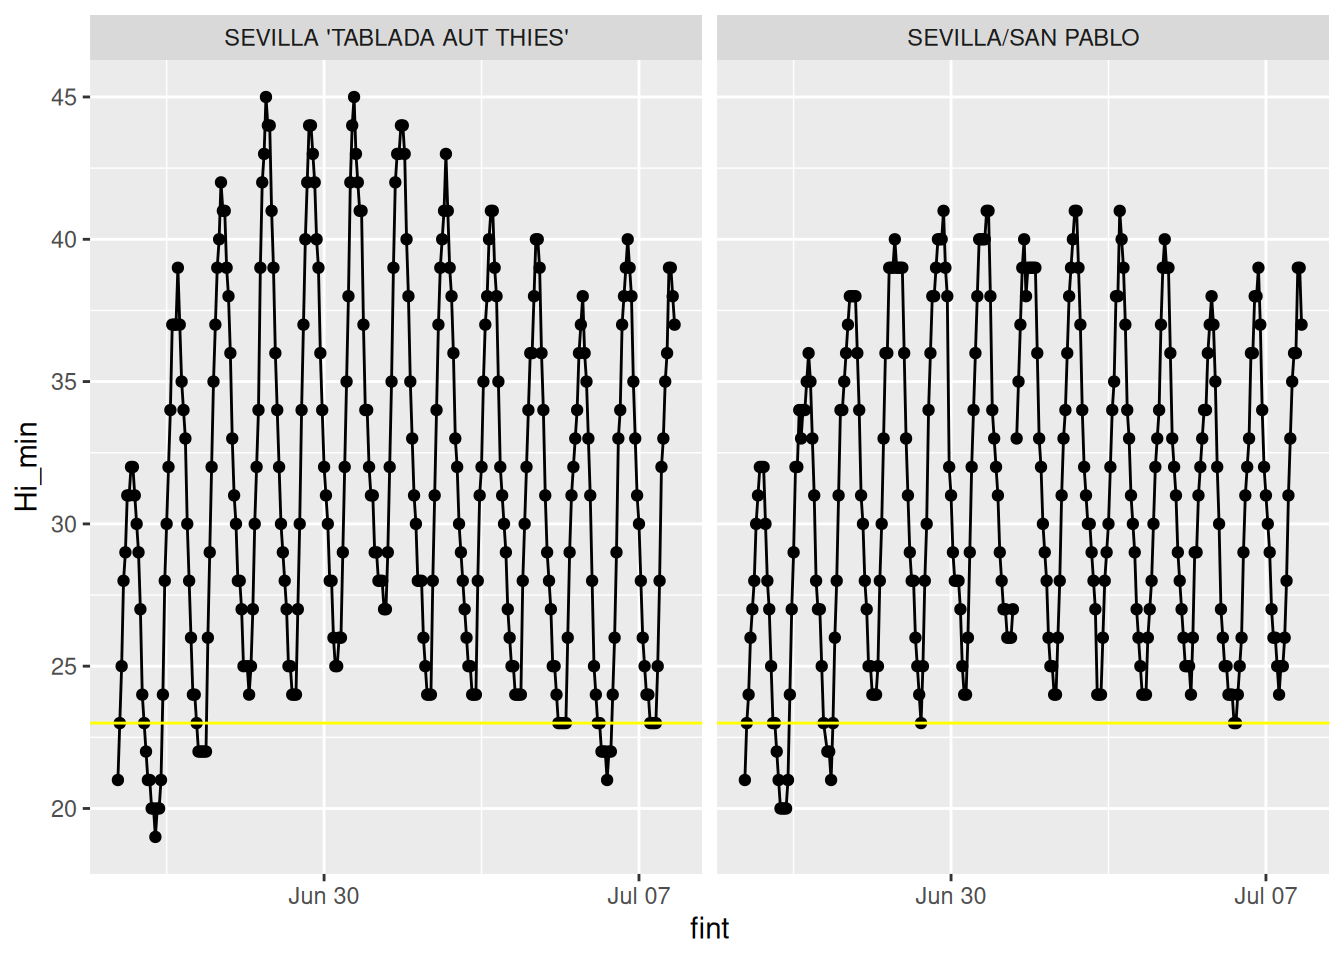 SEVILLA 'TABLADA AUT THIES'
SEVILLA/SAN PABLO
45
40
35
30
25
20
Hi_min
Jun 30
Jul 07
Jun 30
Jul 07
fint